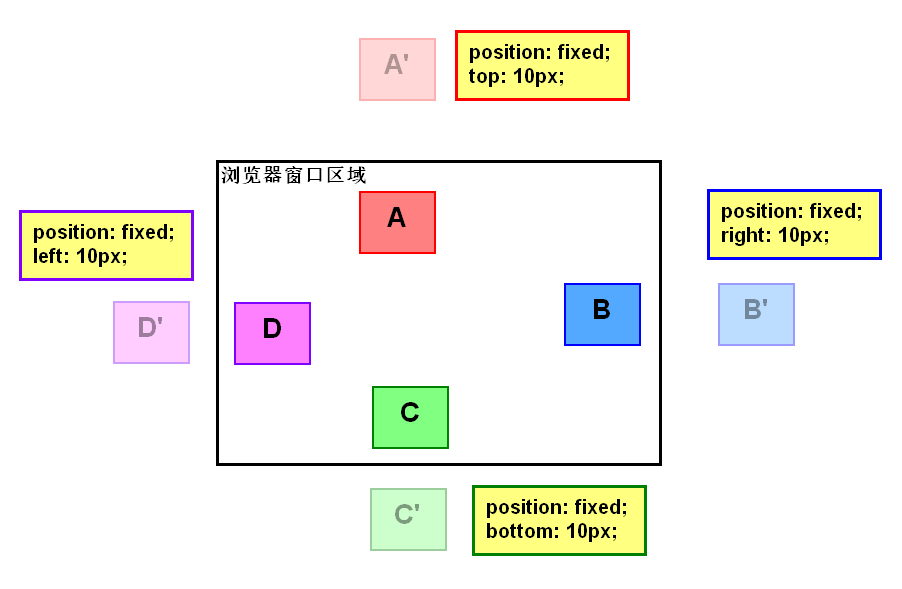 A'
position: fixed;
top: 10px;
浏览器窗口区域
A
position: fixed;
left: 10px;
position: fixed;
right: 10px;
D'
D
B
B'
C
C'
position: fixed;
bottom: 10px;